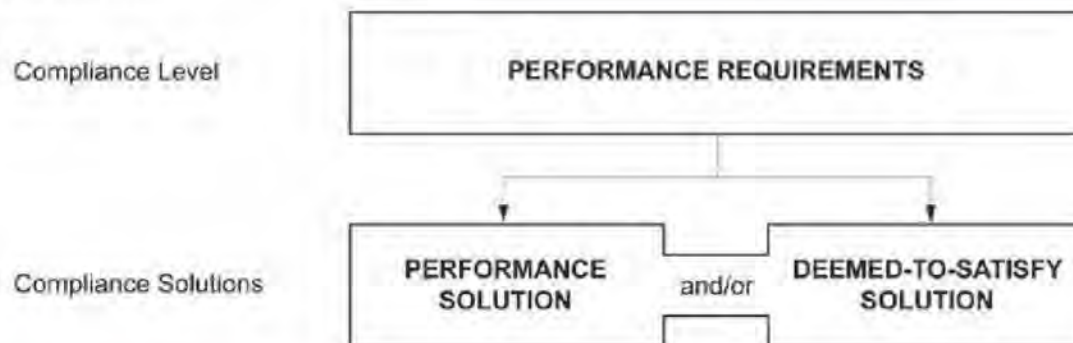 Compliance Level
PERFORMANCE REQUIREMENTS
Compliance Solutions
PERFORMANCE
SOLUTION
and/or
DEEMED-TO-SATISFY
SOLUTION